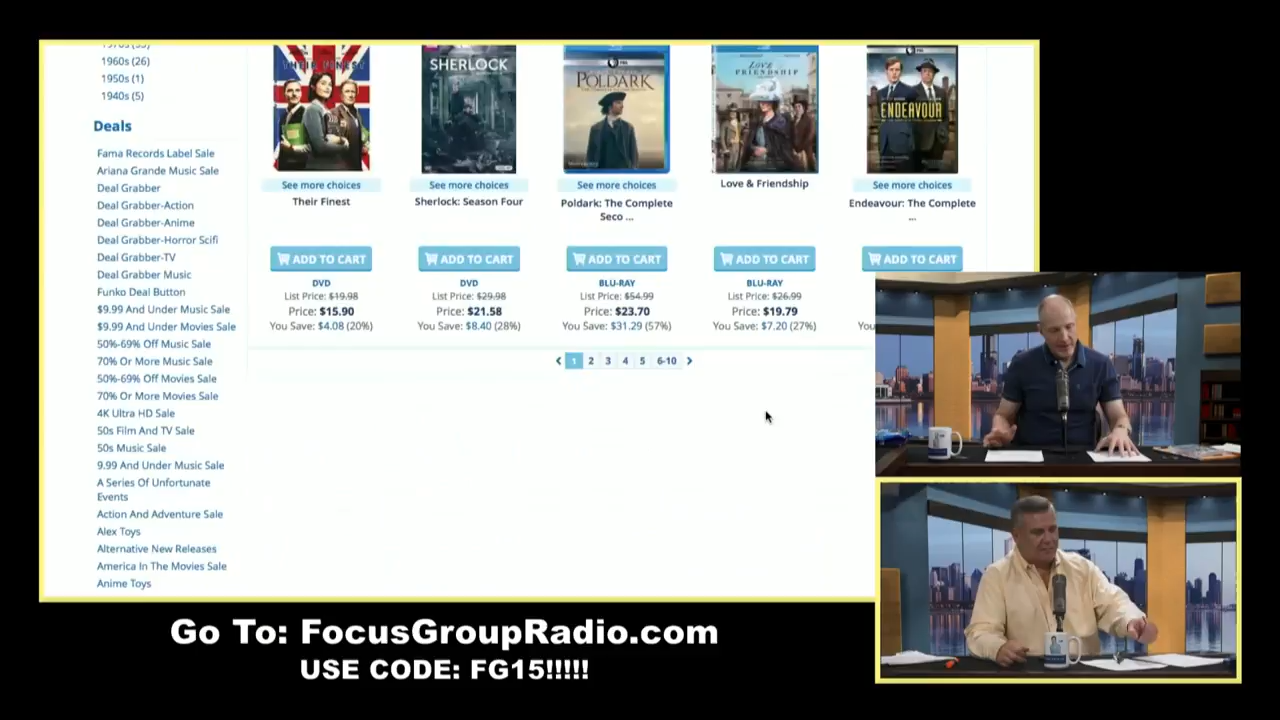 1960s (26)
1950s (1)
1940s (5)
Deals
Fama Records Label Sale
Ariana Grande Music Sale
Deal Grabber
Deal Grabber-Action
Deal Grabber-Anime
Deal Grabber-Horror Scifi
Deal Grabber-TV
Deal Grabber Music
Funko Deal Button
$9.99 And Under Music Sale
$9.99 And Under Movies Sale
50%-69% Off Music Sale
70% Or More Music Sale
50%-69% Off Movies Sale
70% Or More Movies Sale
4K Ultra HD Sale
50s Film And TV Sale
50s Music Sale
9.99 And Under Music Sale
A Series Of Unfortunate
Events
Action And Adventure Sale
Alex Toys
Alternative New Releases
America In The Movies Sale
Anime Toys
THEIR FINEST
See more choices
Their Finest
ADD TO CART
DVD
List Price: $19.98
Price: $15.90
You Save: $4.08 (20%)
SHERLOCK
See more choices
Sherlock: Season Four
ADD TO CART
DVD
List Price: $29.98
Price: $21.58
You Save: $8.40 (28%)
PBS
POLDARK
See more choices
Poldark: The Complete
Seco ...
ADD TO CART
BLU-RAY
List Price: $54.99
Price: $23.70
You Save: $31.29 (57%)
LOVE &
FRIENDSHIP
Love & Friendship
ADD TO CART
BLU-RAY
List Price: $26.99
Price: $19.79
You Save: $7.20 (27%)
PBS
ENDEAVOUR
See more choices
Endeavour: The Complete
...
ADD TO CART
< 1 2 3 4 5 6-10 >
Go To: FocusGroupRadio.com
USE CODE: FG15!!!!!